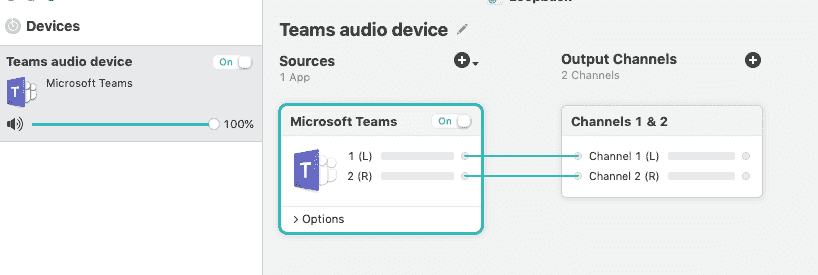 Loopback
Devices
Teams audio device
On
Microsoft Teams
100%
Teams audio device
Sources
1 App
Output Channels
2 Channels
Microsoft Teams
On
1 (L)
2 (R)
> Options
Channels 1 & 2
Channel 1 (L)
Channel 2 (R)
T
T